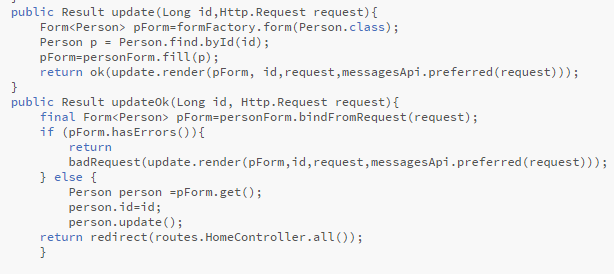 public Result update(Long id,Http.Request request){
Form<Person> pForm=formFactory.form(Person.class);
Person p = Person.find.byId(id);
pForm=personForm.fill(p);
return ok(update.render(pForm, id,request,messagesApi.preferred(request)));
}
public Result updateOk(Long id, Http.Request request){
final Form<Person> pForm=personForm.bindFromRequest(request);
if (pForm.hasErrors()){
return
badRequest(update.render(pForm,id,request,messagesApi.preferred(request)));
} else {
Person person =pForm.get();
person.id=id;
person.update();
return redirect(routes.HomeController.all());
}